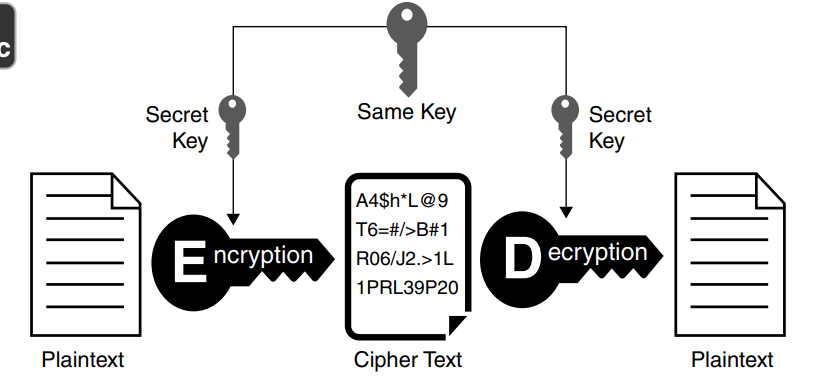 c
Same Key
Secret
Key
Secret
Key
Encryption
A4$h*L@9
T6=#/>B#1
R06/J2.>1L
1PRL39P20
Decryption
Plaintext
Cipher Text
Plaintext